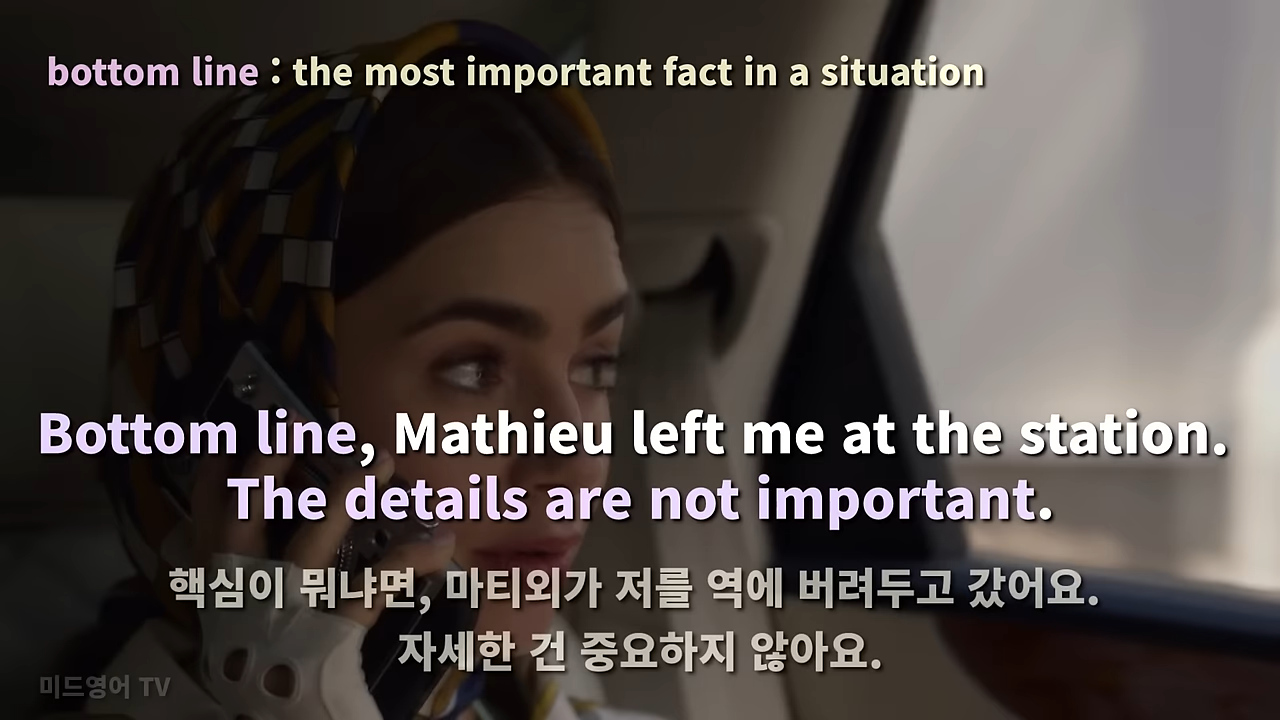 bottom line : the most important fact in a situation
Bottom line, Mathieu left me at the station.
The details are not important.
핵심이 뭐냐면, 마티외가 저를 역에 버려두고 갔어요.
자세한 건 중요하지 않아요.
미드영어 TV